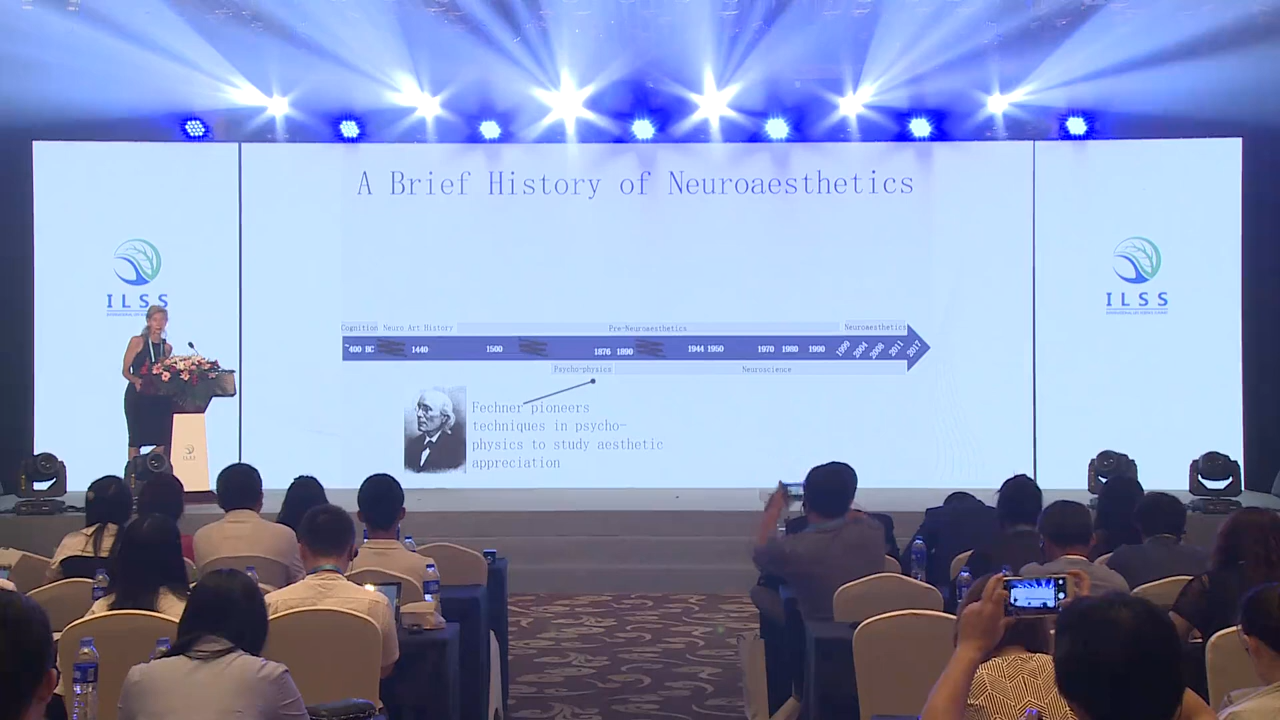 A Brief History of Neuroaesthetics
ILSS
ILSS
Cognition Neuro Art History Pre-Neuroaesthetics Neuroaesthetics
~400 BC 1440 1500 1876 1890 1944 1950 1970 1980 1990 1999 2004 2008 2011 2017
Psycho-physics Neuroscience
Fechner pioneers
techniques in psycho-
physics to study aesthetic
appreciation
ILSS